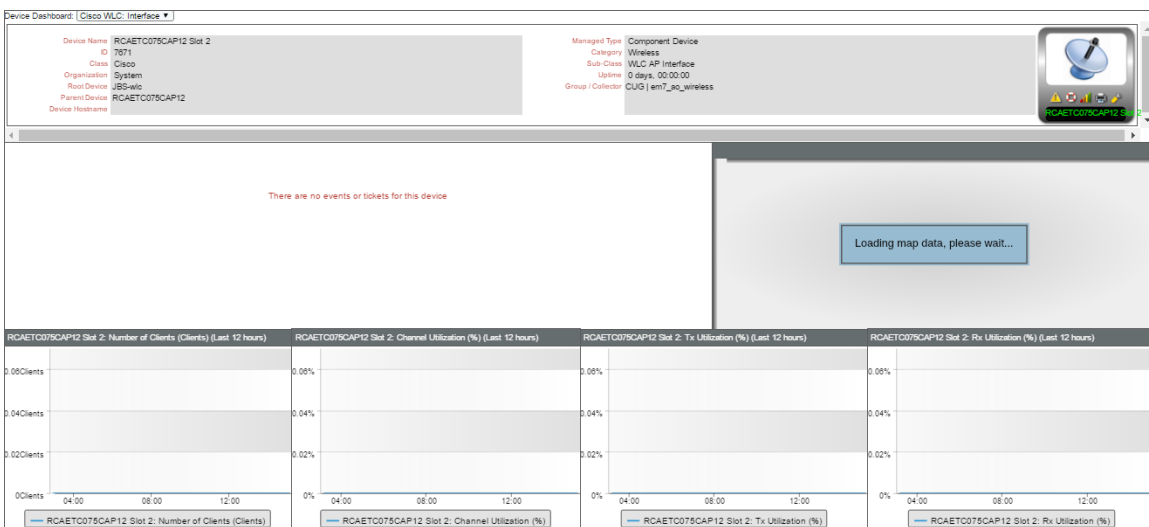 Device Dashboard: Cisco WLC: Interface ▼
Device Name RCAETC075CAP12 Slot 2
ID 7671
Class Cisco
Organization System
Root Device JBS-wlc
Parent Device RCAETC075CAP12
Device Hostname
Managed Type Component Device
Category Wireless
Sub-Class WLC AP Interface
Uptime 0 days, 00:00:00
Group / Collector CUG | em7_ao_wireless
RCAETC075CAP12 Slot 2
There are no events or tickets for this device
Loading map data, please wait...
RCAETC075CAP12 Slot 2: Number of Clients (Clients) (Last 12 hours)
0.06Clients
0.04Clients
0.02Clients
0Clients
04:00 08:00 12:00
RCAETC075CAP12 Slot 2: Number of Clients (Clients)
RCAETC075CAP12 Slot 2: Channel Utilization (%) (Last 12 hours)
0.06%
0.04%
0.02%
0%
04:00 08:00 12:00
RCAETC075CAP12 Slot 2: Channel Utilization (%)
RCAETC075CAP12 Slot 2: Tx Utilization (%) (Last 12 hours)
0.06%
0.04%
0.02%
0%
04:00 08:00 12:00
RCAETC075CAP12 Slot 2: Tx Utilization (%)
RCAETC075CAP12 Slot 2: Rx Utilization (%) (Last 12 hours)
0.06%
0.04%
0.02%
0%
04:00 08:00 12:00
RCAETC075CAP12 Slot 2: Rx Utilization (%)